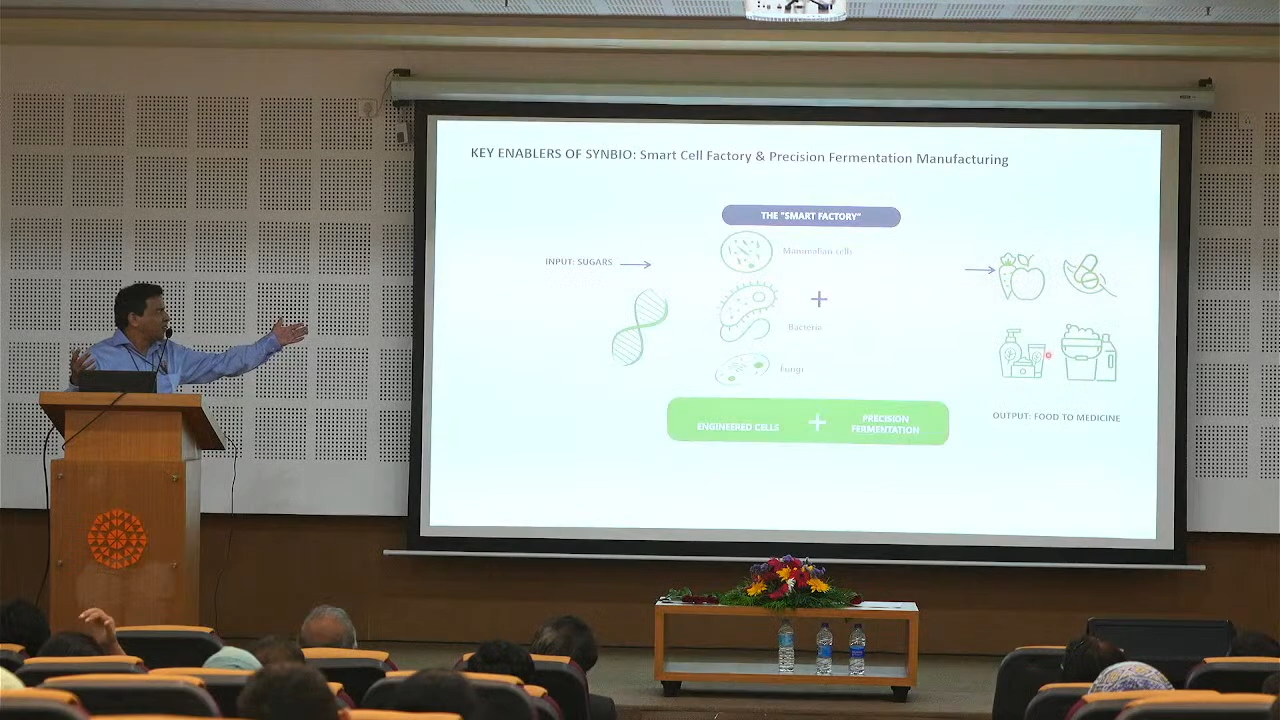 KEY ENABLERS OF SYNBIO: Smart Cell Factory & Precision Fermentation Manufacturing
THE "SMART FACTORY"
Mammalian cells
INPUT: SUGARS
Bacteria
Fungi
ENGINEERED CELLS
+
PRECISION
FERMENTATION
OUTPUT: FOOD TO MEDICINE